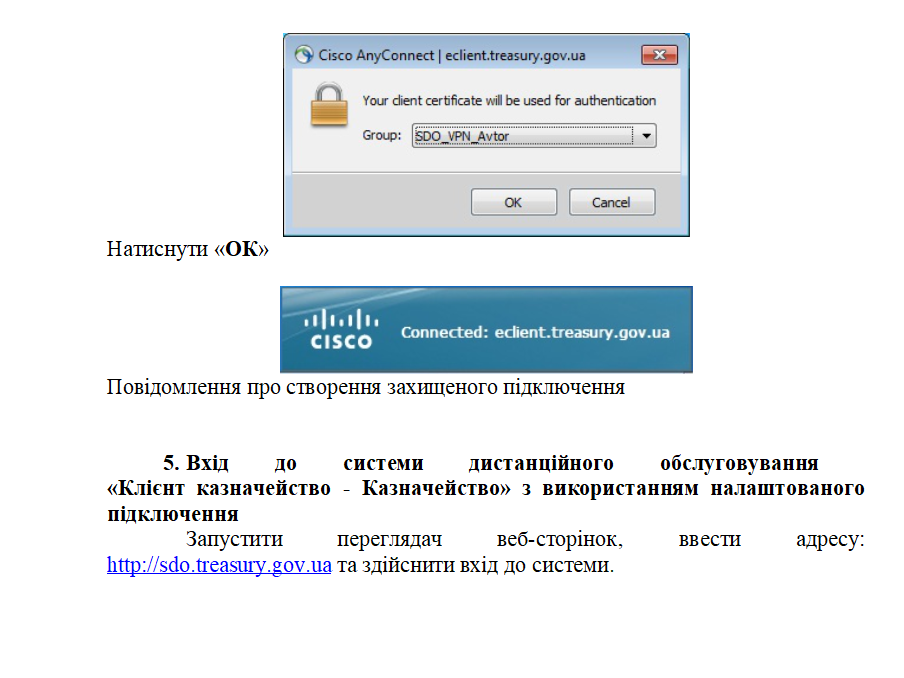 Cisco AnyConnect | eclient.treasury.gov.ua
Your client certificate will be used for authentication
Group: SDO_VPN_Avtor
OK Cancel
Натиснути «ОК»
CISCO Connected: eclient.treasury.gov.ua
Повідомлення про створення захищеного підключення
5. Вхід до системи дистанційного обслуговування
«Клієнт казначейство - Казначейство» з використанням налаштованого
підключення
Запустити переглядач веб-сторінок, ввести адресу:
http://sdo.treasury.gov.ua та здійснити вхід до системи.